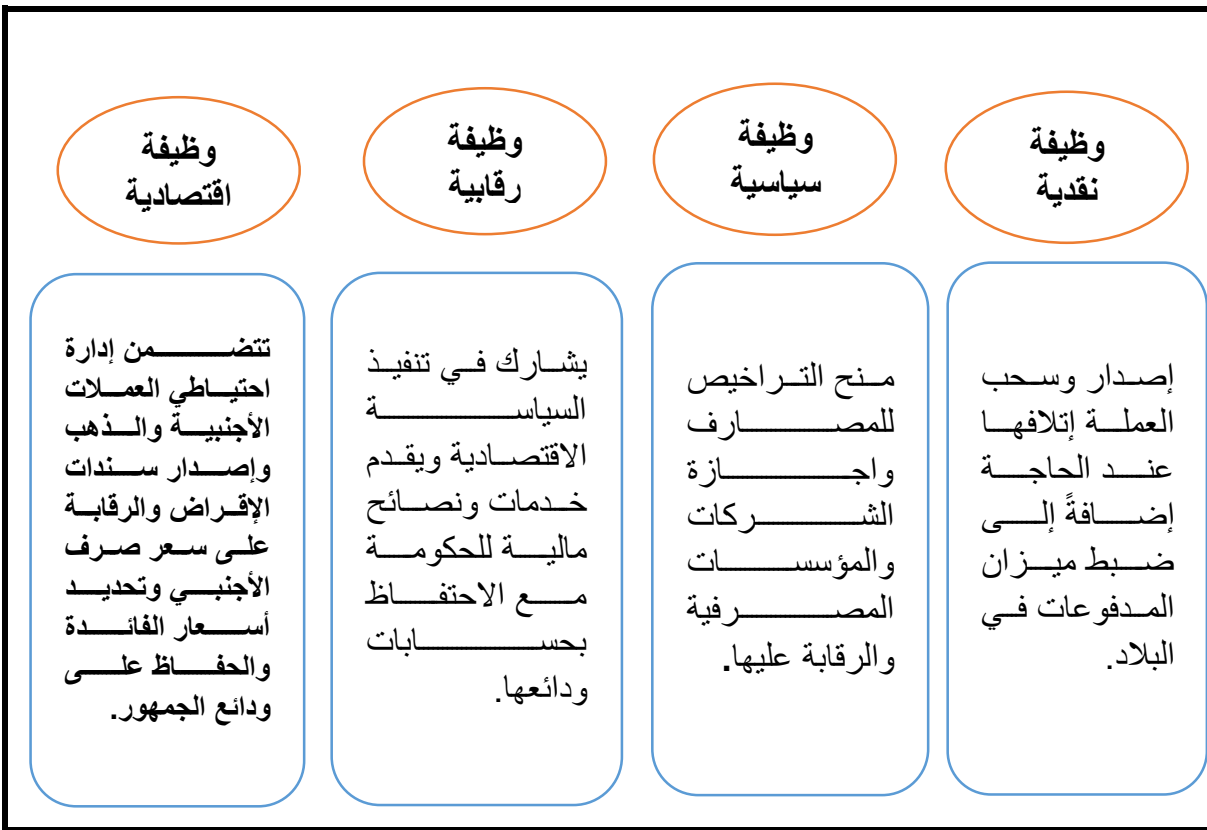 وظيفة
نقدية
وظيفة
سياسية
وظيفة
رقابية
وظيفة
اقتصادية
إصدار وسحب
العملة إتلافها
عند الحاجة
إضافةً إلى
ضبط ميزان
المدفوعات في
البلاد.
منح التراخيص
للمصارف
واجازة
الشركات
والمؤسسات
المصرفية
والرقابة عليها.
يشارك في تنفيذ
السياسة
الاقتصادية ويقدم
خدمات ونصائح
مالية للحكومة
مع الاحتفاظ
بحسابات
ودائعها.
تتضمن إدارة
احتياطي العملات
الأجنبية والذهب
وإصدار سندات
الإقراض والرقابة
على سعر صرف
الأجنبي وتحديد
أسعار الفائدة
والحفاظ على
ودائع الجمهور.